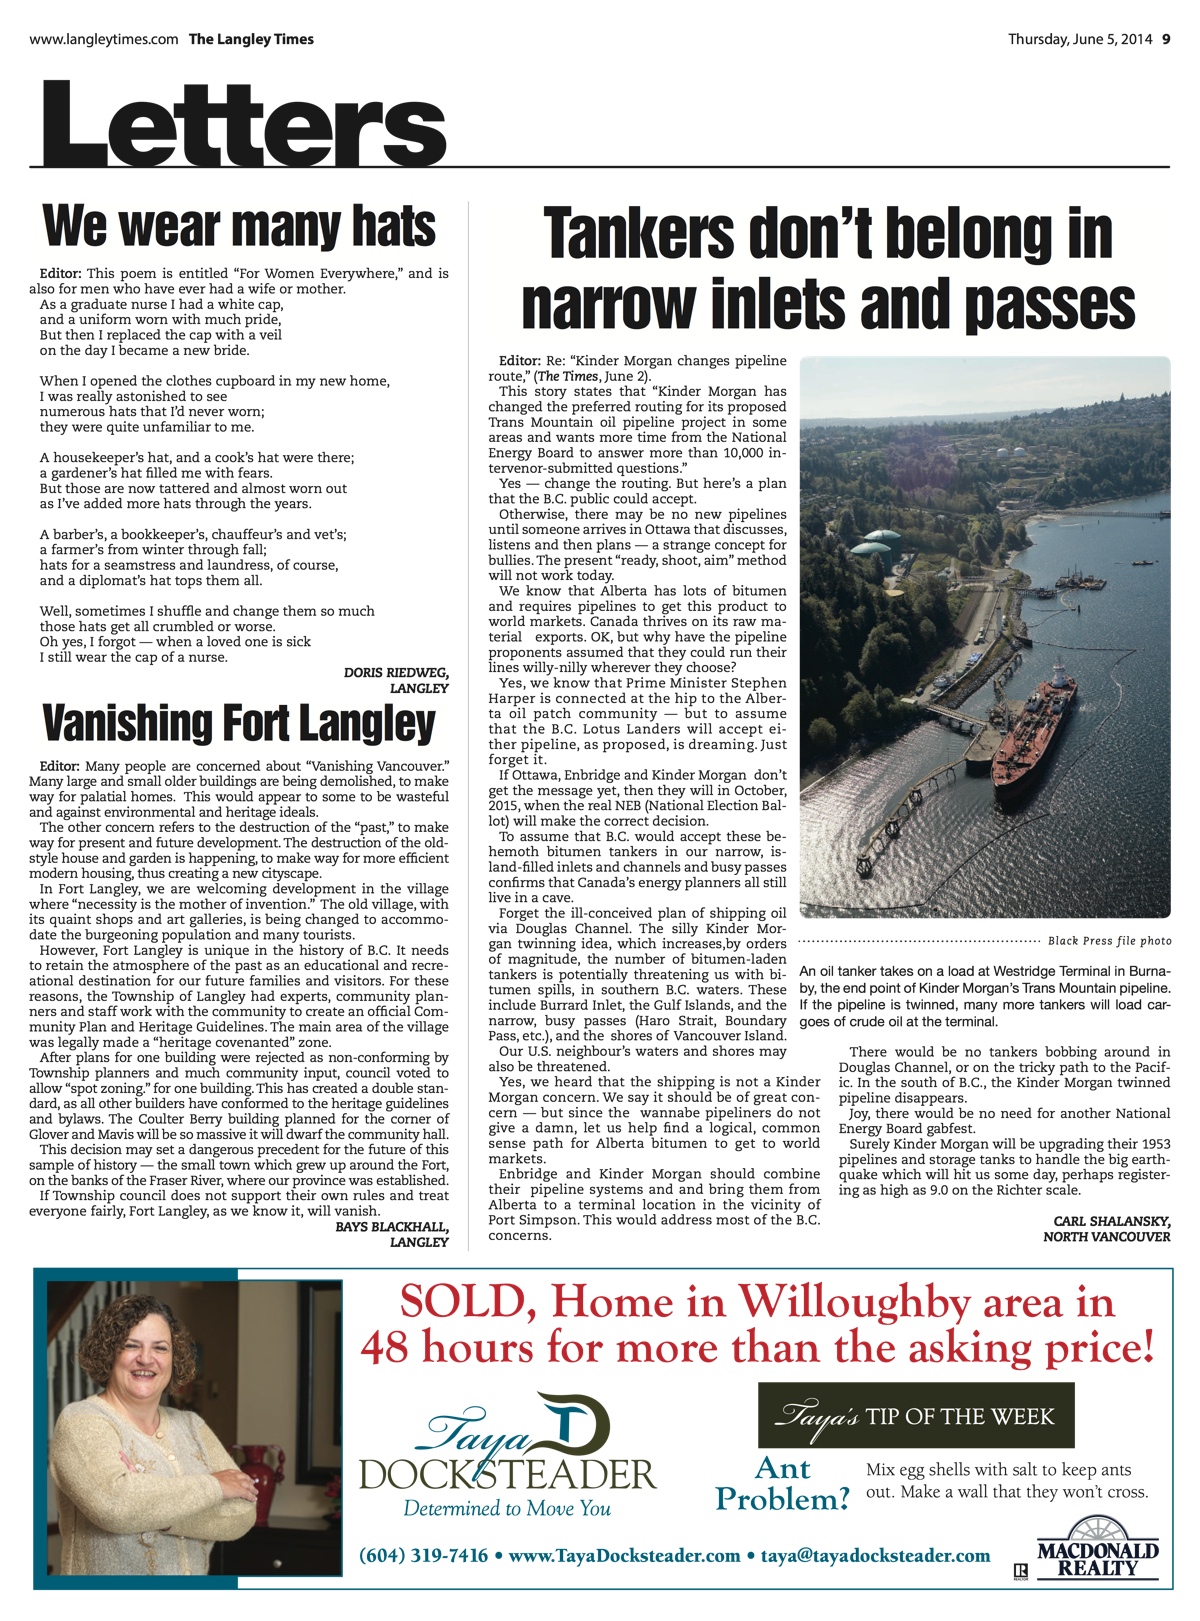 www.langleytimes.com The Langley Times
Thursday, June 5, 2014 9
Letters
We wear many hats
Editor: This poem is entitled “For Women Everywhere,” and is
also for men who have ever had a wife or mother.
As a graduate nurse I had a white cap,
and a uniform worn with much pride,
But then I replaced the cap with a veil
on the day I became a new bride.
When I opened the clothes cupboard in my new home,
I was really astonished to see
numerous hats that I’d never worn;
they were quite unfamiliar to me.
A housekeeper’s hat, and a cook’s hat were there;
a gardener’s hat filled me with fears.
But those are now tattered and almost worn out
as I’ve added more hats through the years.
A barber’s, a bookkeeper’s, chauffeur’s and vet’s;
a farmer’s from winter through fall;
hats for a seamstress and laundress, of course,
and a diplomat’s hat tops them all.
Well, sometimes I shuffle and change them so much
those hats get all crumbled or worse.
Oh yes, I forgot — when a loved one is sick
I still wear the cap of a nurse.
DORIS RIEDWEG,
LANGLEY
Vanishing Fort Langley
Editor: Many people are concerned about “Vanishing Vancouver.”
Many large and small older buildings are being demolished, to make
way for palatial homes. This would appear to some to be wasteful
and against environmental and heritage ideals.
The other concern refers to the destruction of the “past,” to make
way for present and future development. The destruction of the old-
style house and garden is happening, to make way for more efficient
modern housing, thus creating a new cityscape.
In Fort Langley, we are welcoming development in the village
where “necessity is the mother of invention.” The old village, with
its quaint shops and art galleries, is being changed to accommo-
date the burgeoning population and many tourists.
However, Fort Langley is unique in the history of B.C. It needs
to retain the atmosphere of the past as an educational and recre-
ational destination for our future families and visitors. For these
reasons, the Township of Langley had experts, community plan-
ners and staff work with the community to create an official Com-
munity Plan and Heritage Guidelines. The main area of the village
was legally made a “heritage covenanted” zone.
After plans for one building were rejected as non-conforming by
Township planners and much community input, council voted to
allow “spot zoning.” for one building. This has created a double stan-
dard, as all other builders have conformed to the heritage guidelines
and bylaws. The Coulter Berry building planned for the corner of
Glover and Mavis will be so massive it will dwarf the community hall.
This decision may set a dangerous precedent for the future of this
sample of history — the small town which grew up around the Fort,
on the banks of the Fraser River, where our province was established.
If Township council does not support their own rules and treat
everyone fairly, Fort Langley, as we know it, will vanish.
BAYS BLACKHALL,
LANGLEY
Tankers don’t belong in
narrow inlets and passes
Editor: Re: “Kinder Morgan changes pipeline
route,” (The Times, June 2).
This story states that “Kinder Morgan has
changed the preferred routing for its proposed
Trans Mountain oil pipeline project in some
areas and wants more time from the National
Energy Board to answer more than 10,000 in-
tervenor-submitted questions.”
Yes — change the routing. But here’s a plan
that the B.C. public could accept.
Otherwise, there may be no new pipelines
until someone arrives in Ottawa that discusses,
listens and then plans — a strange concept for
bullies. The present “ready, shoot, aim” method
will not work today.
We know that Alberta has lots of bitumen
and requires pipelines to get this product to
world markets. Canada thrives on its raw ma-
terial exports. OK, but why have the pipeline
proponents assumed that they could run their
lines willy-nilly wherever they choose?
Yes, we know that Prime Minister Stephen
Harper is connected at the hip to the Alber-
ta oil patch community — but to assume
that the B.C. Lotus Landers will accept ei-
ther pipeline, as proposed, is dreaming. Just
forget it.
If Ottawa, Enbridge and Kinder Morgan don’t
get the message yet, then they will in October,
2015, when the real NEB (National Election Bal-
lot) will make the correct decision.
To assume that B.C. would accept these be-
hemoth bitumen tankers in our narrow, is-
land-filled inlets and channels and busy passes
confirms that Canada’s energy planners all still
live in a cave.
Forget the ill-conceived plan of shipping oil
via Douglas Channel. The silly Kinder Mor-
gan twinning idea, which increases,by orders
of magnitude, the number of bitumen-laden
tankers is potentially threatening us with bi-
tumen spills, in southern B.C. waters. These
include Burrard Inlet, the Gulf Islands, and the
narrow, busy passes (Haro Strait, Boundary
Pass, etc.), and the shores of Vancouver Island.
Our U.S. neighbour’s waters and shores may
also be threatened.
Yes, we heard that the shipping is not a Kinder
Morgan concern. We say it should be of great con-
cern — but since the wannabe pipeliners do not
give a damn, let us help find a logical, common
sense path for Alberta bitumen to get to world
markets.
Enbridge and Kinder Morgan should combine
their pipeline systems and and bring them from
Alberta to a terminal location in the vicinity of
Port Simpson. This would address most of the B.C.
concerns.
Black Press file photo
An oil tanker takes on a load at Westridge Terminal in Burna-
by, the end point of Kinder Morgan’s Trans Mountain pipeline.
If the pipeline is twinned, many more tankers will load car-
goes of crude oil at the terminal.
There would be no tankers bobbing around in
Douglas Channel, or on the tricky path to the Pacif-
ic. In the south of B.C., the Kinder Morgan twinned
pipeline disappears.
Joy, there would be no need for another National
Energy Board gabfest.
Surely Kinder Morgan will be upgrading their 1953
pipelines and storage tanks to handle the big earth-
quake which will hit us some day, perhaps register-
ing as high as 9.0 on the Richter scale.
CARL SHALANSKY,
NORTH VANCOUVER
SOLD, Home in Willoughby area in
48 hours for more than the asking price!
Taya
DOCKSTEADER
Determined to Move You
Taya's TIP OF THE WEEK
Ant
Problem?
Mix egg shells with salt to keep ants
out. Make a wall that they won’t cross.
(604) 319-7416 • www.TayaDocksteader.com • taya@tayadocksteader.com
REALTOR
MACDONALD
REALTY